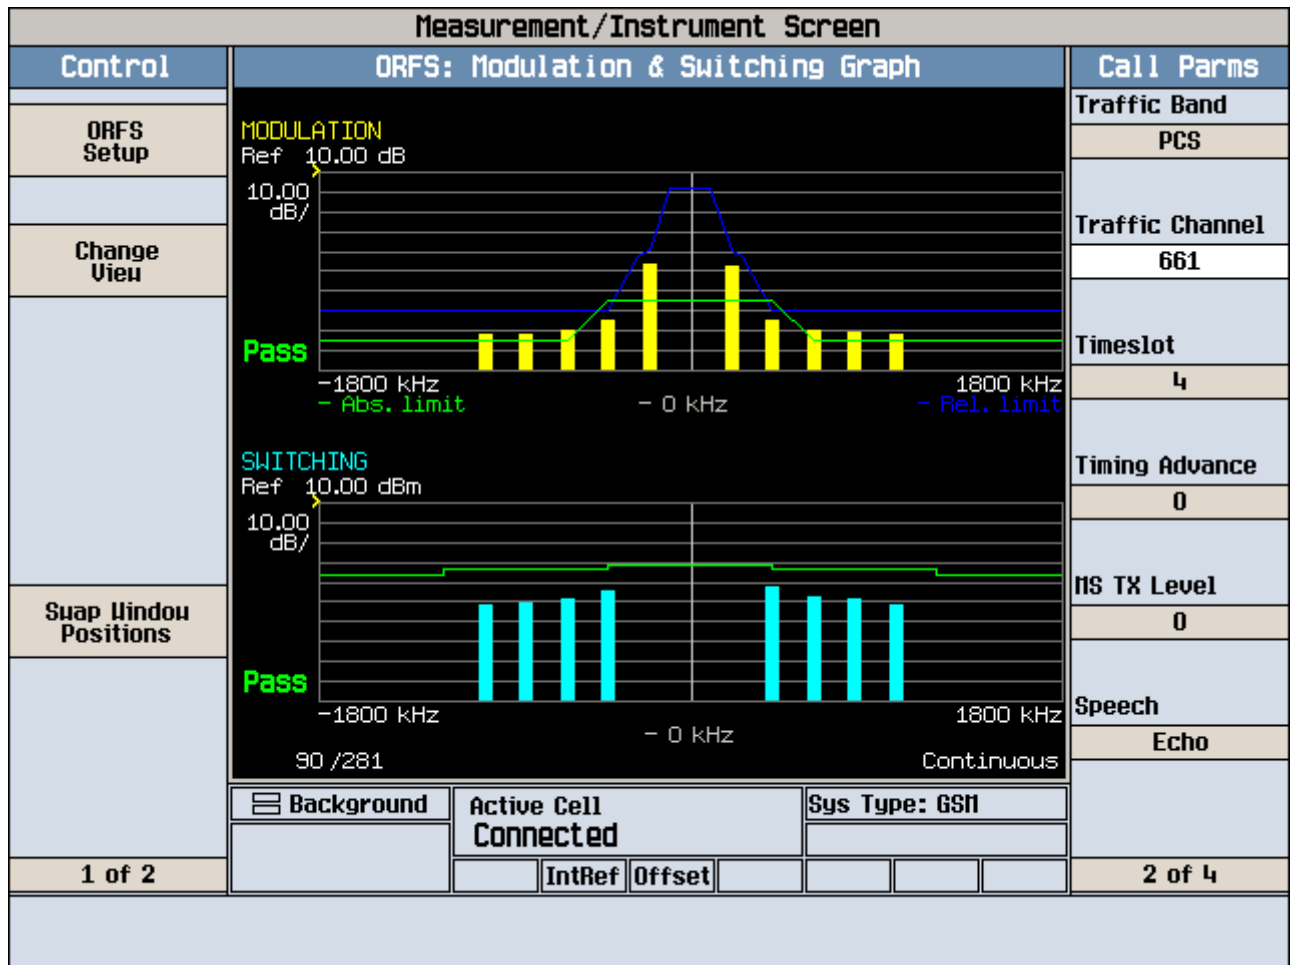 Measurement/Instrument Screen
Control
ORFS: Modulation & Switching Graph
Call Parms
ORFS
Setup
Change
View
Swap Window
Positions
1 of 2
MODULATION
Ref 10.00 dB
10.00
dB/
Pass
-1800 kHz
1800 kHz
- Abs. limit
- 0 kHz
- Rel. limit
SWITCHING
Ref 10.00 dBm
10.00
dB/
Pass
-1800 kHz
1800 kHz
- 0 kHz
90 /281
Continuous
Background
Active Cell
Connected
Sys Type: GSM
IntRef
Offset
Traffic Band
PCS
Traffic Channel
661
Timeslot
4
Timing Advance
0
MS TX Level
0
Speech
Echo
2 of 4